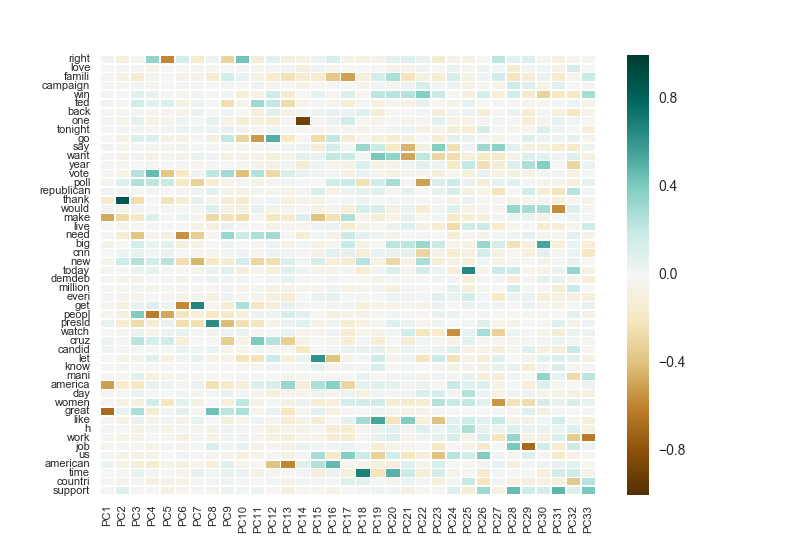 right
love
famili
campaign
win
ted
back
one
tonight
go
say
want
year
vote
poll
republican
thank
would
make
live
need
big
cnn
new
today
demdeb
million
everi
get
peopl
presid
watch
cruz
candid
let
know
mani
america
day
women
great
like
h
work
job
us
american
time
countri
support
PC1 PC2 PC3 PC4 PC5 PC6 PC7 PC8 PC9 PC10 PC11 PC12 PC13 PC14 PC15 PC16 PC17 PC18 PC19 PC20 PC21 PC22 PC23 PC24 PC25 PC26 PC27 PC28 PC29 PC30 PC31 PC32 PC33
0.8
0.4
0.0
−0.4
−0.8